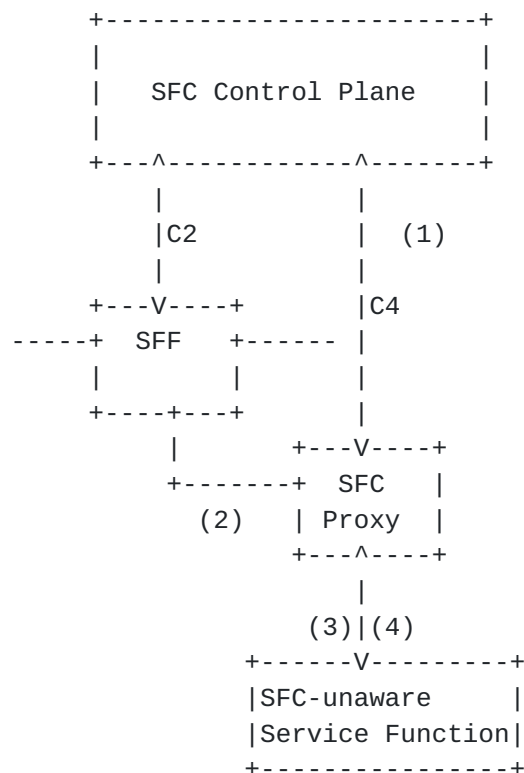 SFC Control Plane
C2
(1)
C4
SFF
SFC
(2)
Proxy
(3)
(4)
SFC-unaware
Service Function